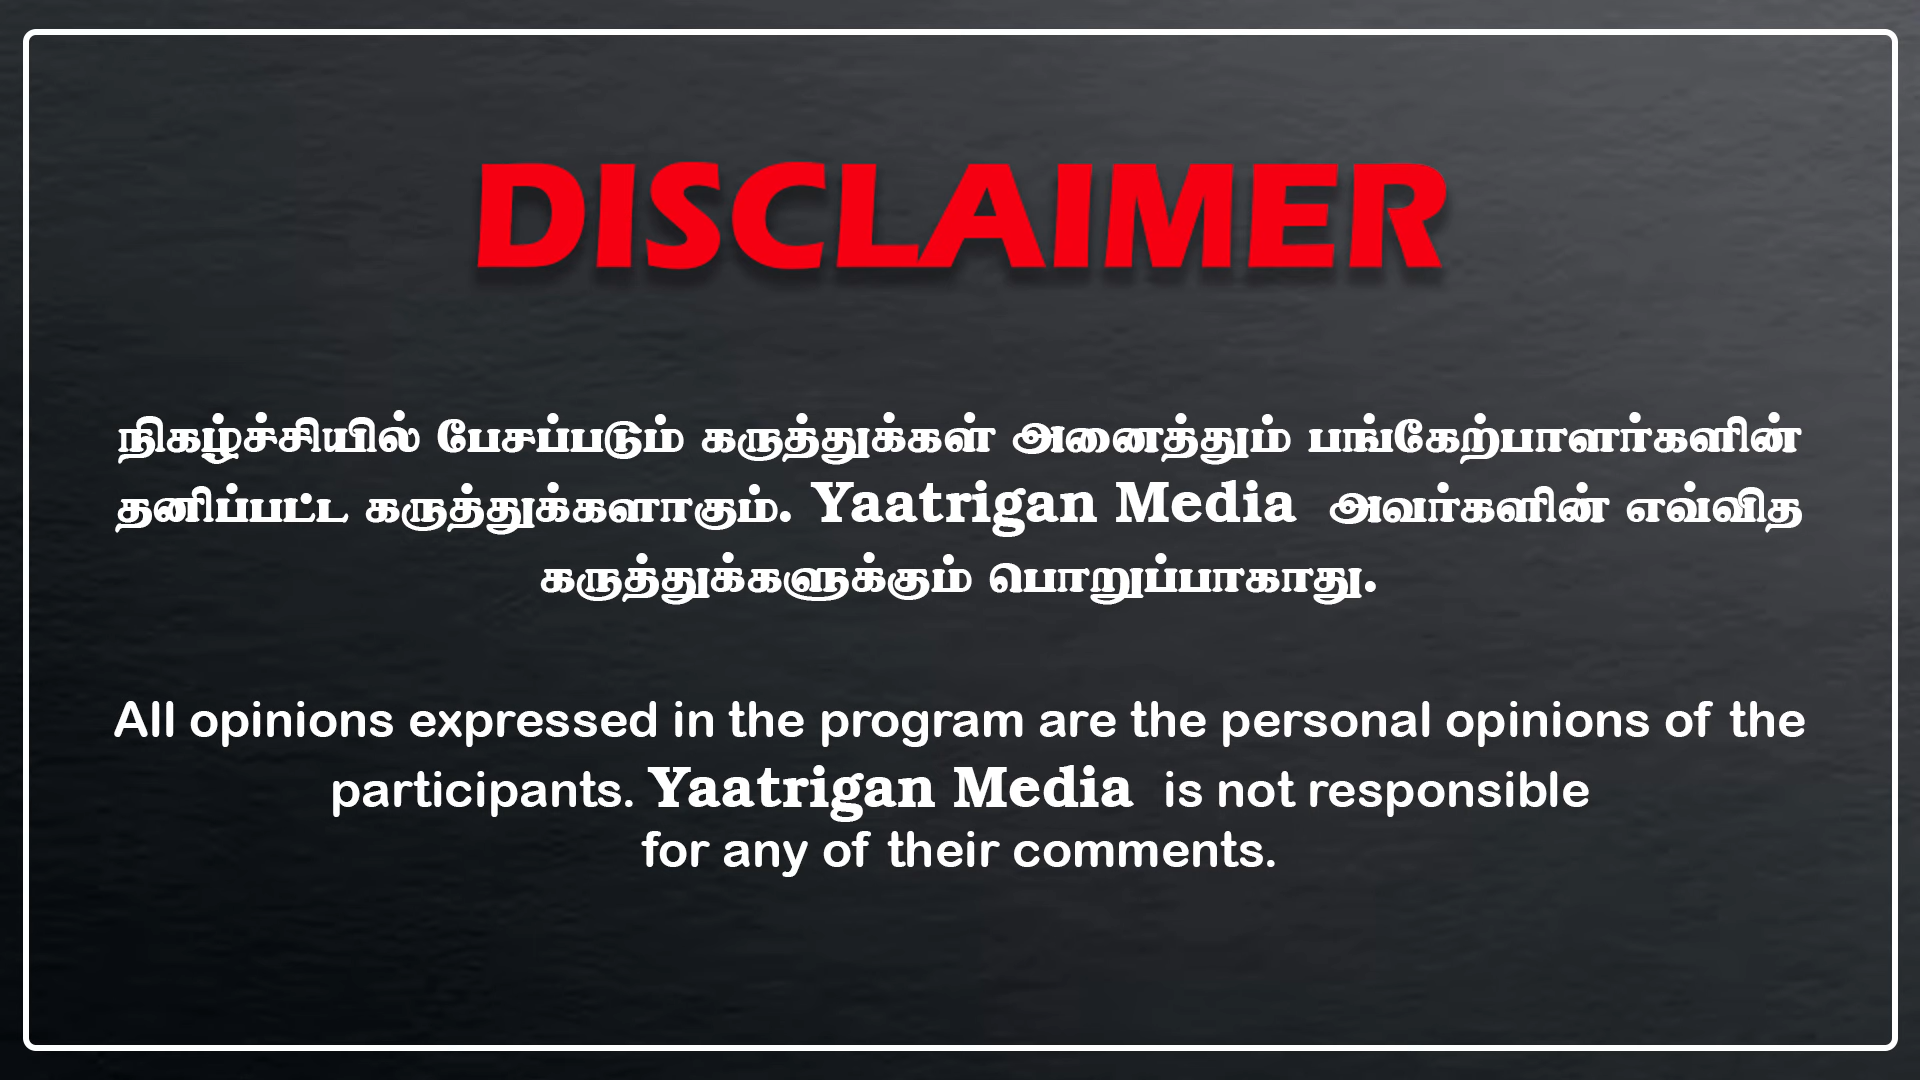 DISCLAIMER
நிகழ்ச்சியில் பேசப்படும் கருத்துக்கள் அனைத்தும் பங்கேற்பாளர்களின்
தனிப்பட்ட கருத்துக்களாகும். Yaatrigan Media அவர்களின் எவ்வித
கருத்துக்களுக்கும் பொறுப்பாகாது.
All opinions expressed in the program are the personal opinions of the
participants. Yaatrigan Media is not responsible
for any of their comments.